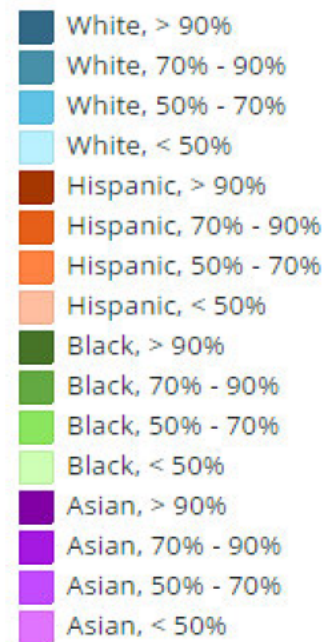 White, > 90%
White, 70% - 90%
White, 50% - 70%
White, < 50%
Hispanic, > 90%
Hispanic, 70% - 90%
Hispanic, 50% - 70%
Hispanic, < 50%
Black, > 90%
Black, 70% - 90%
Black, 50% - 70%
Black, < 50%
Asian, > 90%
Asian, 70% - 90%
Asian, 50% - 70%
Asian, < 50%